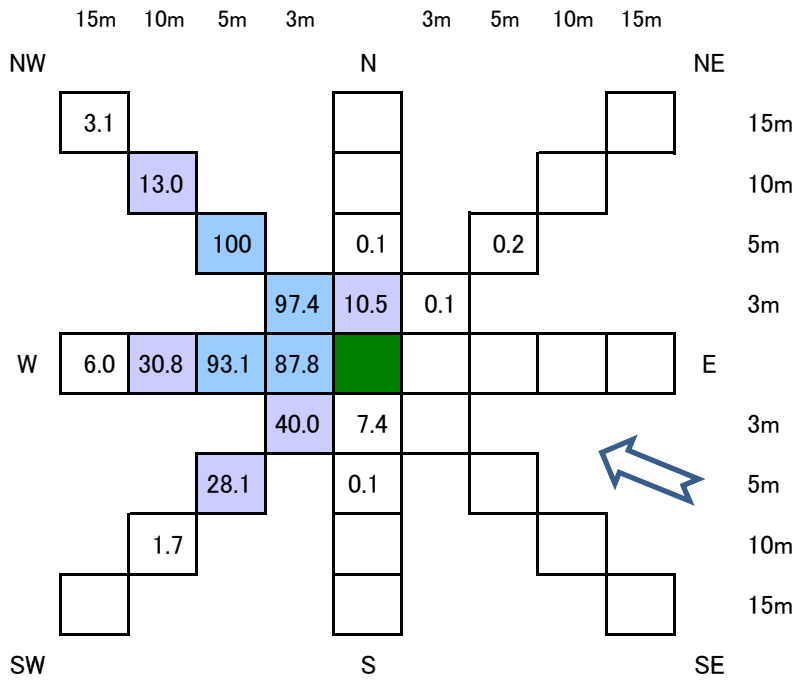 15m 10m 5m 3m 3m 5m 10m 15m
NW N NE
3.1 15m
13.0 10m
100 0.1 0.2 5m
97.4 10.5 0.1 3m
W 6.0 30.8 93.1 87.8 E
40.0 7.4 3m
28.1 0.1 5m
1.7 10m
15m
SW S SE